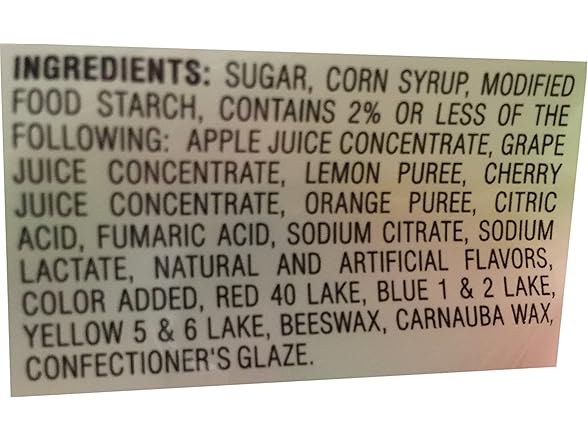 INGREDIENTS: SUGAR, CORN SYRUP, MODIFIED
FOOD STARCH, CONTAINS 2% OR LESS OF THE
FOLLOWING: APPLE JUICE CONCENTRATE, GRAPE
JUICE CONCENTRATE, LEMON PUREE, CHERRY
JUICE CONCENTRATE, ORANGE PUREE, CITRIC
ACID, FUMARIC ACID, SODIUM CITRATE, SODIUM
LACTATE, NATURAL AND ARTIFICIAL FLAVORS,
COLOR ADDED, RED 40 LAKE, BLUE 1 & 2 LAKE,
YELLOW 5 & 6 LAKE, BEESWAX, CARNAUBA WAX,
CONFECTIONER'S GLAZE.